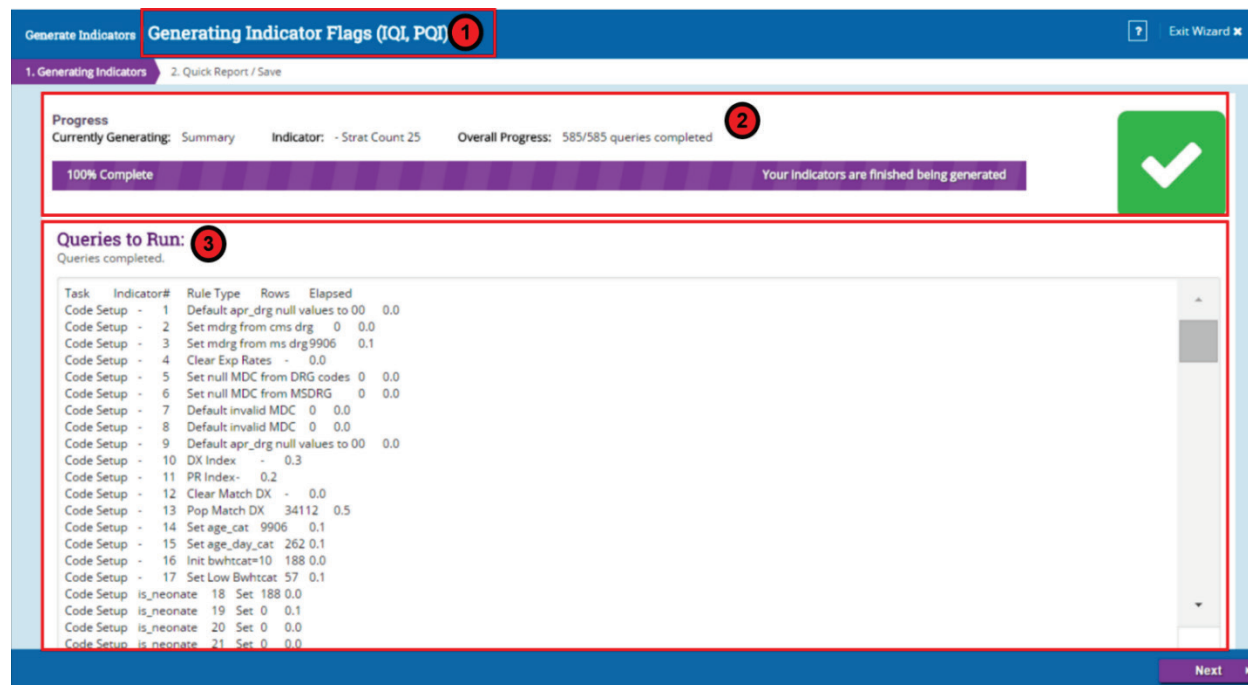 Generate Indicators Generating Indicator Flags (IQI, PQI) 1 ? Exit Wizard ✖
1. Generating Indicators 2. Quick Report / Save
Progress
Currently Generating: Summary Indicator: - Strat Count 25 Overall Progress: 585/585 queries completed 2
100% Complete Your indicators are finished being generated
Queries to Run: 3
Queries completed.
Task Indicator# Rule Type Rows Elapsed
Code Setup - 1 Default apr_drg null values to 00 0.0
Code Setup - 2 Set mdrg from cms drg 0 0.0
Code Setup - 3 Set mdrg from ms drg9906 0.1
Code Setup - 4 Clear Exp Rates - 0.0
Code Setup - 5 Set null MDC from DRG codes 0 0.0
Code Setup - 6 Set null MDC from MSDRG 0 0.0
Code Setup - 7 Default invalid MDC 0 0.0
Code Setup - 8 Default invalid MDC 0 0.0
Code Setup - 9 Default apr_drg null values to 00 0.0
Code Setup - 10 DX Index - 0.3
Code Setup - 11 PR Index- 0.2
Code Setup - 12 Clear Match DX - 0.0
Code Setup - 13 Pop Match DX 34112 0.5
Code Setup - 14 Set age_cat 9906 0.1
Code Setup - 15 Set age_day_cat 262 0.1
Code Setup - 16 Init bwhtcat=10 188 0.0
Code Setup - 17 Set Low Bwhtcat 57 0.1
Code Setup is_neonate 18 Set 188 0.0
Code Setup is_neonate 19 Set 0 0.1
Code Setup is_neonate 20 Set 0 0.0
Code Setup is_neonate 21 Set 0 0.0
Next